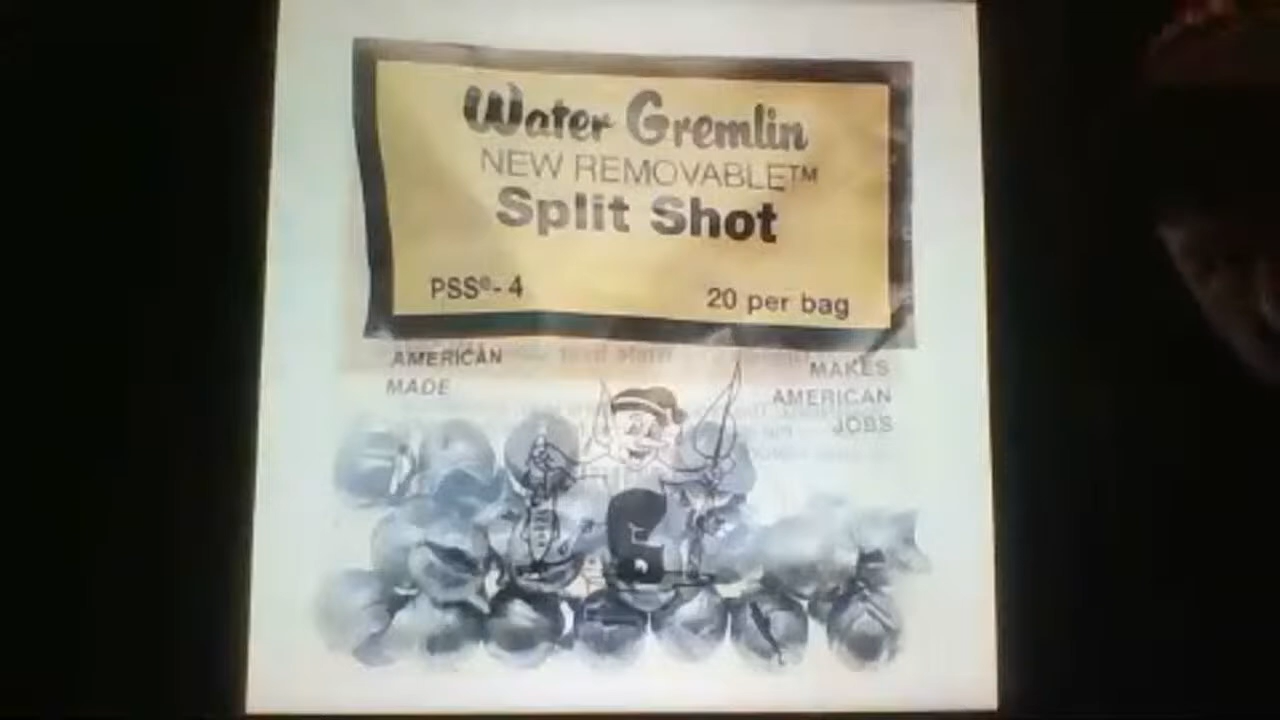 Water Gremlin
NEW REMOVABLE™
Split Shot
PSS®-4
20 per bag
AMERICAN
MADE
MAKES
AMERICAN
JOBS
G